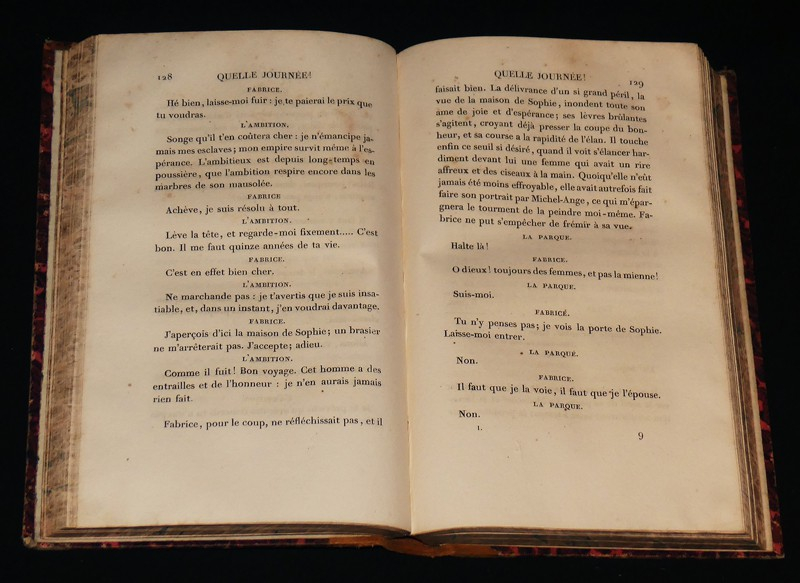 128 QUELLE JOURNÉE!
FABRICE.
Hé bien, laisse-moi fuir : je te paierai le prix que
tu voudras.
L'AMBITION.
Songe qu'il t'en coûtera cher : je n'émancipe ja-
mais mes esclaves ; mon empire survit même à l'es-
pérance. L'ambitieux est depuis long-temps en
poussière, que l'ambition respire encore dans les
marbres de son mausolée.
FABRICE
Achève, je suis résolu à tout.
L'AMBITION.
Lève la tête, et regarde-moi fixement..... C'est
bon. Il me faut quinze années de ta vie.
FABRICE.
C'est en effet bien cher.
L'AMBITION.
Ne marchande pas : je t'avertis que je suis insa-
tiable, et, dans un instant, j'en voudrai davantage.
FABRICE.
J'aperçois d'ici la maison de Sophie; un brasier
ne m'arrêterait pas. J'accepte; adieu.
L'AMBITION.
Comme il fuit! Bon voyage. Cet homme a des
entrailles et de l'honneur : je n'en aurais jamais
rien fait.
Fabrice, pour le coup, ne réfléchissait pas, et il
QUELLE JOURNÉE! 129
faisait bien. La délivrance d'un si grand péril, la
vue de la maison de Sophie, inondent toute son
ame de joie et d'espérance; ses lèvres brûlantes
s'agitent, croyant déjà presser la coupe du bon-
heur, et sa course a la rapidité de l'élan. Il touche
enfin ce seuil si désiré, quand il voit s'élancer har-
diment devant lui une femme qui avait un rire
affreux et des ciseaux à la main. Quoiqu'elle n'eût
jamais été moins effroyable, elle avait autrefois fait
faire son portrait par Michel-Ange, ce qui m'épar-
gnera le tourment de la peindre moi-même. Fa-
brice ne put s'empêcher de frémir à sa vue.
LA PARQUE.
Halte là!
FABRICE.
O dieux! toujours des femmes, et pas la mienne!
LA PARQUE.
Suis-moi.
FABRICE.
Tu n'y penses pas; je vois la porte de Sophie.
Laisse-moi entrer.
LA PARQUE.
Non.
FABRICE.
Il faut que je la voie, il faut que je l'épouse.
LA PARQUE.
Non.
I. 9